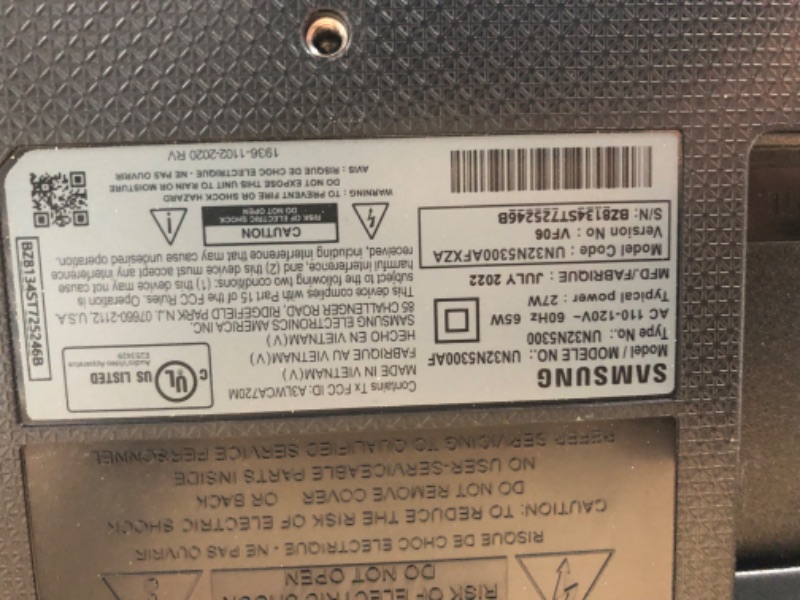 SAMSUNG
Model / MODELE NO.: UN32N5300AF
Type No.: UN32N5300
AC 110-120V~ 60Hz 65W
Typical power : 27W
MFD/FABRIQUE : JULY 2022
Model Code : UN32N5300AFXZA
Version No : VF06
S/N: BZ8134ST725246B
Contains Tx FCC ID: A3LWCA720M
MADE IN VIETNAM(V)
FABRIQUE AU VIETNAM(V)
HECHO EN VIETNAM(V)
SAMSUNG ELECTRONICS AMERICA INC.
85 CHALLENGER ROAD, RIDGEFIELD PARK N.J. 07660-2112, U.S.A
This device complies with Part 15 of the FCC Rules. Operation is
subject to the following two conditions: (1) this device may not cause
harmful interference, and (2) this device must accept any interference
received, including interference that may cause undesired operation.
CAUTION
RISK OF ELECTRIC SHOCK
DO NOT OPEN
WARNING : TO PREVENT FIRE OR SHOCK HAZARD
DO NOT EXPOSE THIS UNIT TO RAIN OR MOISTURE
AVIS : RISQUE DE CHOC ELECTRIQUE - NE PAS OUVRIR
1936-1102-2020 RV
C UL US LISTED
Audio/Video Apparatus
BZ8134ST725246B
RISK OF ELECTRIC SHOCK
DO NOT OPEN
RISQUE DE CHOC ELECTRIQUE - NE PAS OUVRIR
CAUTION: TO REDUCE THE RISK OF ELECTRIC SHOCK
DO NOT REMOVE COVER OR BACK
NO USER-SERVICEABLE PARTS INSIDE
REFER SERVICING TO QUALIFIED SERVICE PERSONNEL